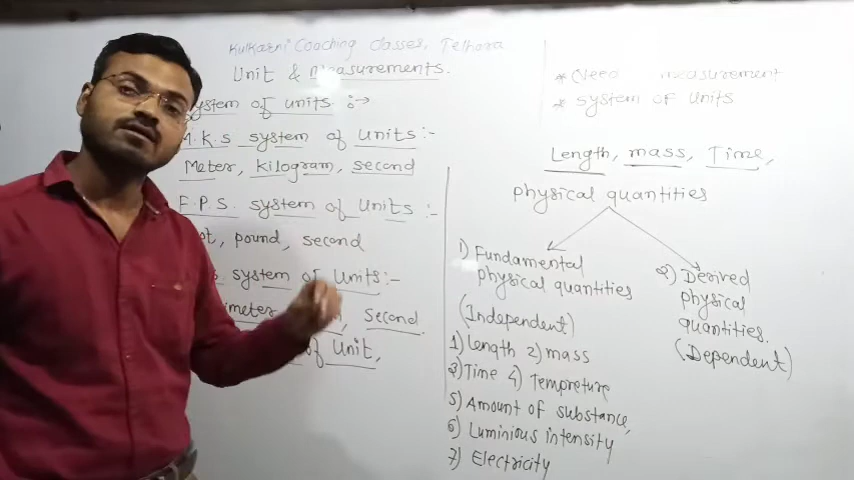 Kulkarni Coaching Classes, Telhara
Unit & measurements.
System of units :→
M.K.S system of units :-
Meter, kilogram, second
F.P.S. system of Units :-
pound, second
system of Units :-
Second.
of Unit,
* Need measurement
* system of Units
Length, mass, Time,
physical quantities
1) Fundamental
physical quantities
(Independent)
1) Length 2) mass
3) Time 4) Tempreture
5) Amount of substance,
6) Luminious intensity
7) Electricity
2) Derived
physical
quantities.
(Dependent)